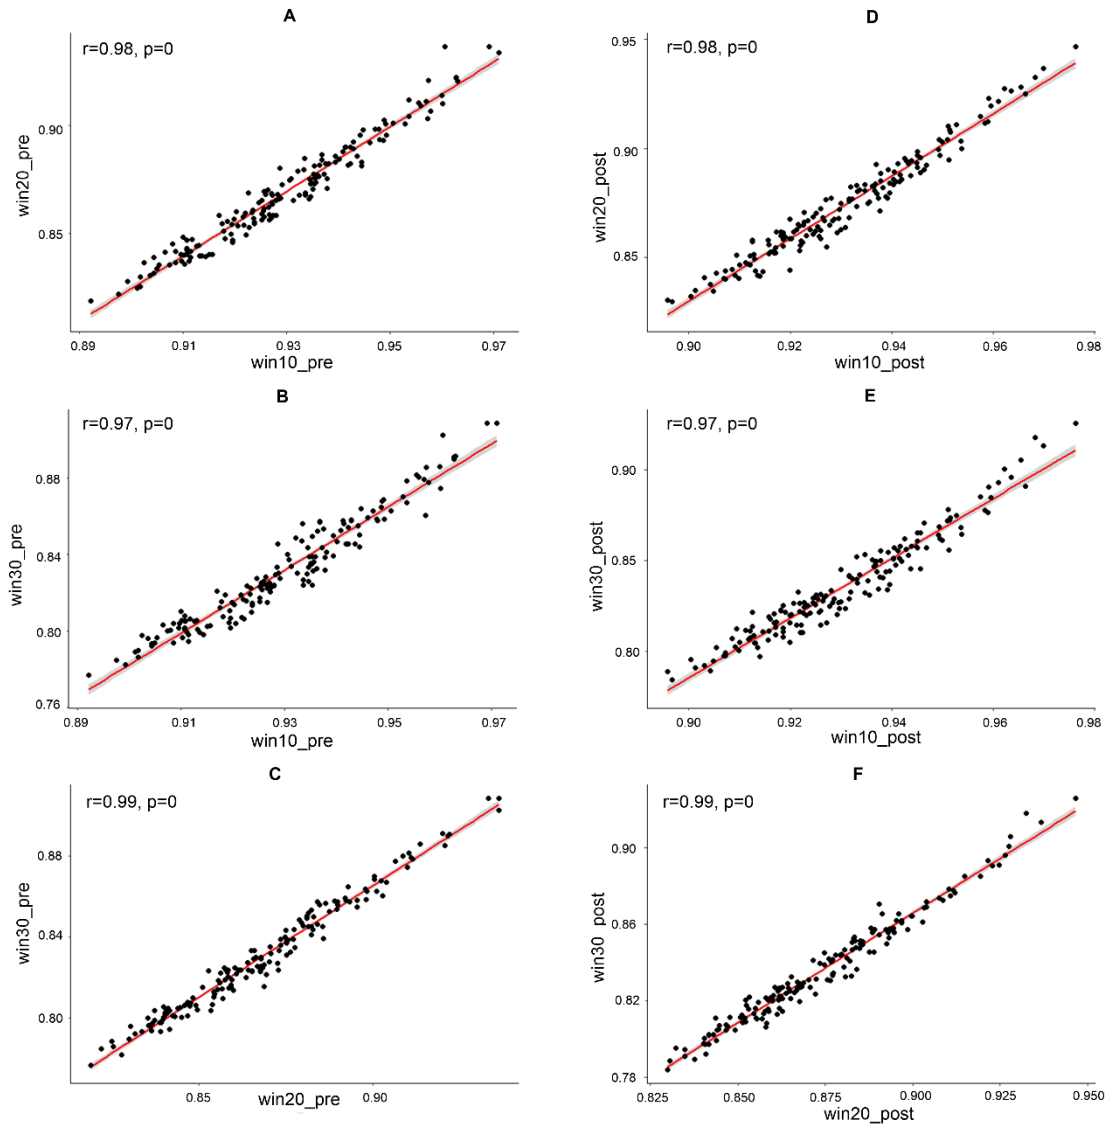 A
r=0.98, p=0
win20_pre
0.90
0.85
0.89 0.91 0.93 0.95 0.97
win10_pre
D
r=0.98, p=0
win20_post
0.95
0.90
0.85
0.90 0.92 0.94 0.96 0.98
win10_post
B
r=0.97, p=0
win30_pre
0.88
0.84
0.80
0.76
0.89 0.91 0.93 0.95 0.97
win10_pre
E
r=0.97, p=0
win30_post
0.90
0.85
0.80
0.90 0.92 0.94 0.96 0.98
win10_post
C
r=0.99, p=0
win30_pre
0.88
0.84
0.80
0.85 0.90
win20_pre
F
r=0.99, p=0
win30 post
0.90
0.86
0.82
0.78
0.825 0.850 0.875 0.900 0.925 0.950
win20_post